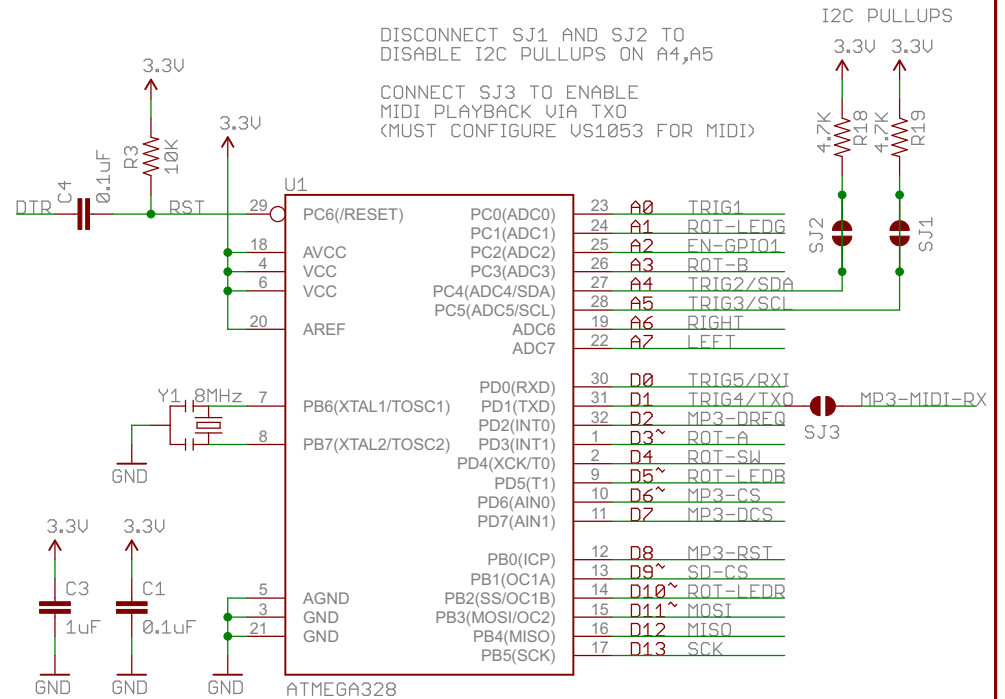 I2C PULLUPS
DISCONNECT SJ1 AND SJ2 TO
DISABLE I2C PULLUPS ON A4,A5
CONNECT SJ3 TO ENABLE
MIDI PLAYBACK VIA TXO
(MUST CONFIGURE VS1053 FOR MIDI)
3.3V
3.3V
4.7K
R18
4.7K
R19
SJ2
SJ1
3.3V
R3
10K
3.3V
C4
0.1uF
DTR
RST
U1
29 PC6(/RESET)
18 AVCC
4 VCC
6 VCC
20 AREF
Y1 8MHz
7 PB6(XTAL1/TOSC1)
8 PB7(XTAL2/TOSC2)
GND
5 AGND
3 GND
21 GND
GND
PC0(ADC0) 23 A0 TRIG1
PC1(ADC1) 24 A1 ROT-LEDG
PC2(ADC2) 25 A2 EN-GPIO1
PC3(ADC3) 26 A3 ROT-B
PC4(ADC4/SDA) 27 A4 TRIG2/SDA
PC5(ADC5/SCL) 28 A5 TRIG3/SCL
ADC6 19 A6 RIGHT
ADC7 22 A7 LEFT
PD0(RXD) 30 D0 TRIG5/RXI
PD1(TXD) 31 D1 TRIG4/TXO
SJ3
MP3-MIDI-RX
PD2(INT0) 32 D2 MP3-DREQ
PD3(INT1) 1 D3~ ROT-A
PD4(XCK/T0) 2 D4 ROT-SW
PD5(T1) 9 D5~ ROT-LEDB
PD6(AIN0) 10 D6~ MP3-CS
PD7(AIN1) 11 D7 MP3-DCS
PB0(ICP) 12 D8 MP3-RST
PB1(OC1A) 13 D9~ SD-CS
PB2(SS/OC1B) 14 D10~ ROT-LEDR
PB3(MOSI/OC2) 15 D11~ MOSI
PB4(MISO) 16 D12 MISO
PB5(SCK) 17 D13 SCK
ATMEGA328
3.3V
C3
1uF
GND
3.3V
C1
0.1uF
GND